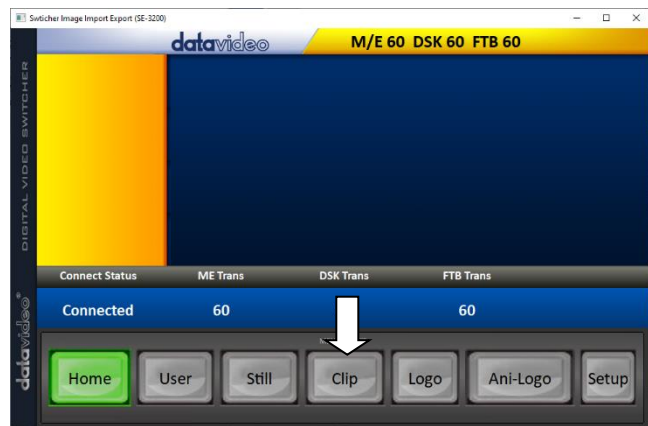 Swticher Image Import Export (SE-3200)
datavideo M/E 60 DSK 60 FTB 60
DIGITAL VIDEO SWITCHER
Connect Status ME Trans DSK Trans FTB Trans
Connected 60 60
datavideo
Home User Still Clip Logo Ani-Logo Setup